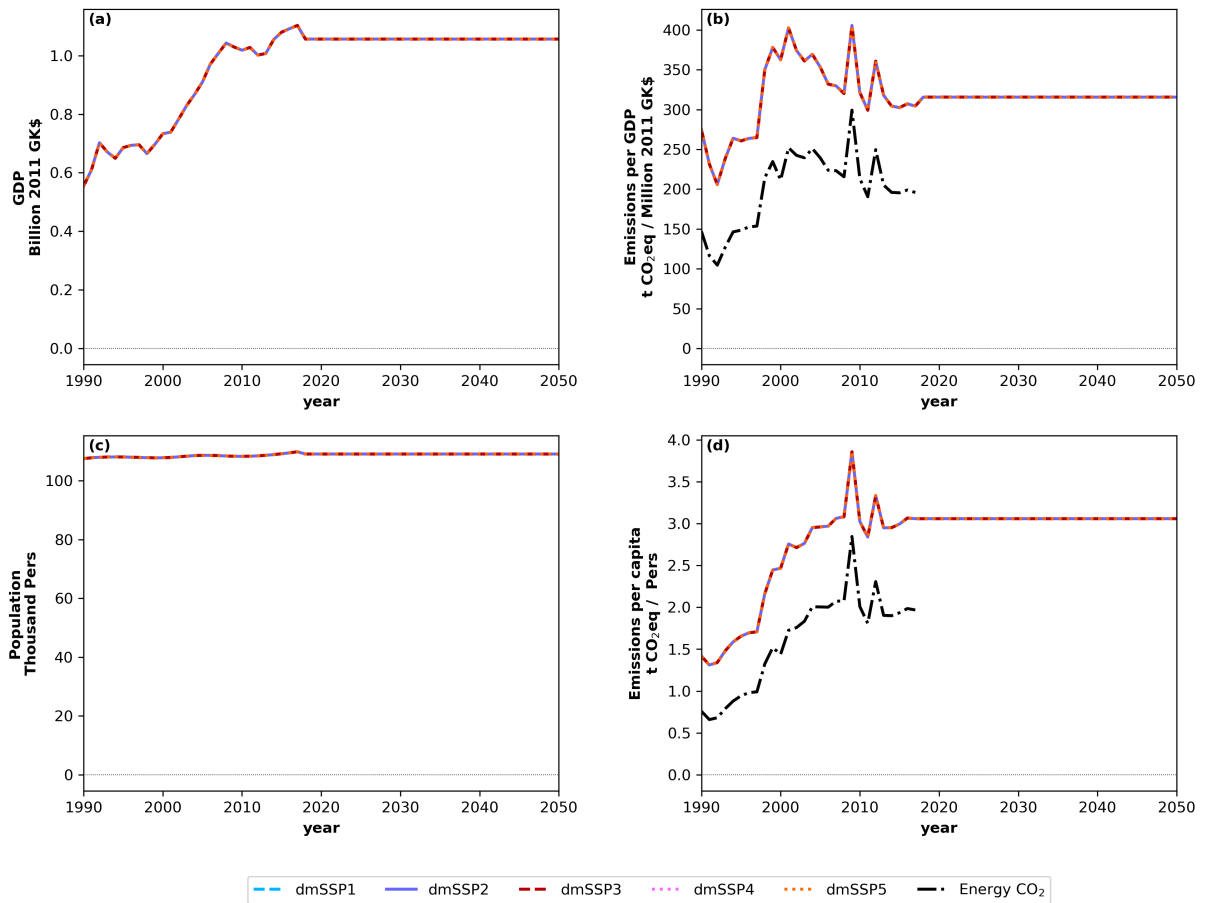 (a)
GDP
Billion 2011 GK$
1.0
0.8
0.6
0.4
0.2
0.0
1990 2000 2010 2020 2030 2040 2050
year
(b)
Emissions per GDP
t CO₂eq / Million 2011 GK$
400
350
300
250
200
150
100
50
0
1990 2000 2010 2020 2030 2040 2050
year
(c)
Population
Thousand Pers
100
80
60
40
20
0
1990 2000 2010 2020 2030 2040 2050
year
(d)
Emissions per capita
t CO₂eq / Pers
4.0
3.5
3.0
2.5
2.0
1.5
1.0
0.5
0.0
1990 2000 2010 2020 2030 2040 2050
year
dmSSP1 dmSSP2 dmSSP3 dmSSP4 dmSSP5 Energy CO₂